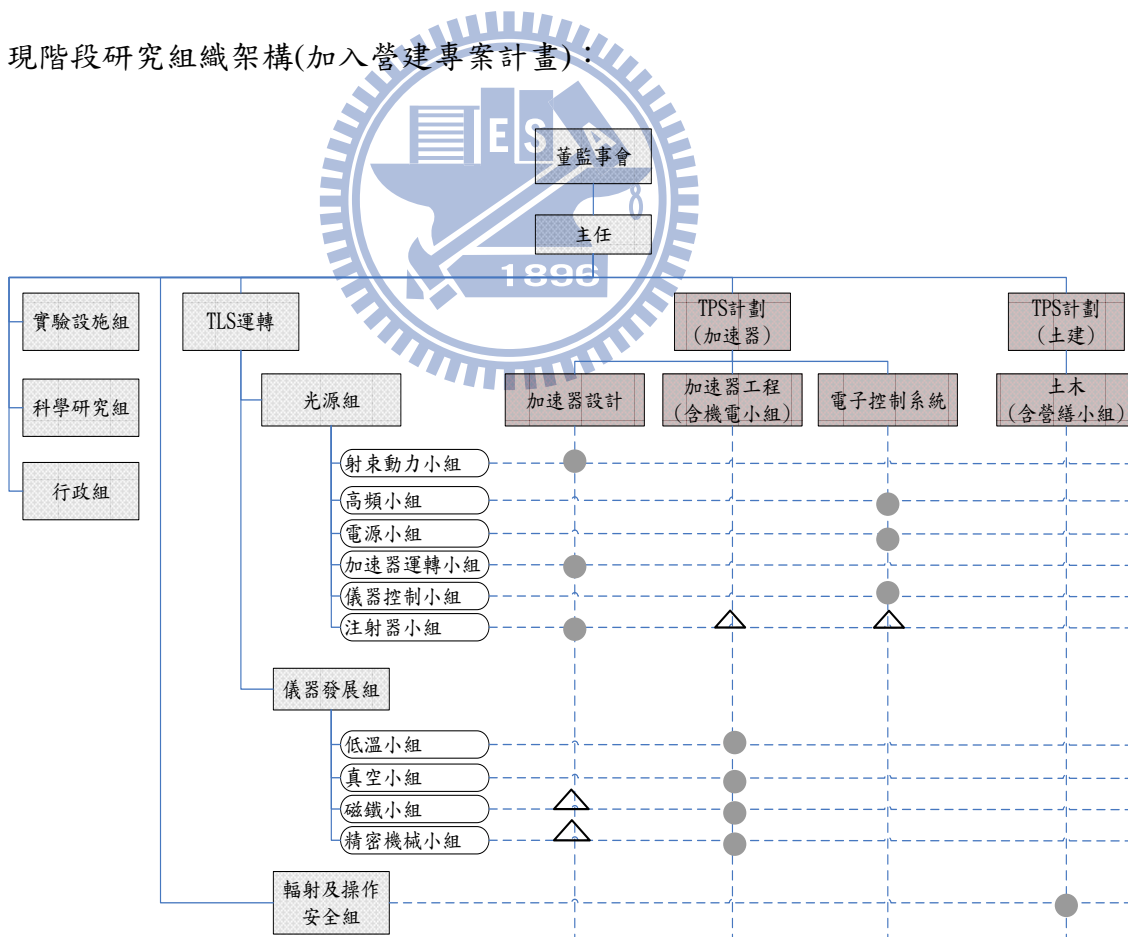 現階段研究組織架構(加入營建專案計畫)：
E S A
董監事會
主任
1896
實驗設施組
TLS運轉
TPS計劃
(加速器)
TPS計劃
(土建)
科學研究組
光源組
加速器設計
加速器工程
(含機電小組)
電子控制系統
土木
(含營繕小組)
行政組
射束動力小組
高頻小組
電源小組
加速器運轉小組
儀器控制小組
注射器小組
儀器發展組
低溫小組
真空小組
磁鐵小組
精密機械小組
輻射及操作
安全組